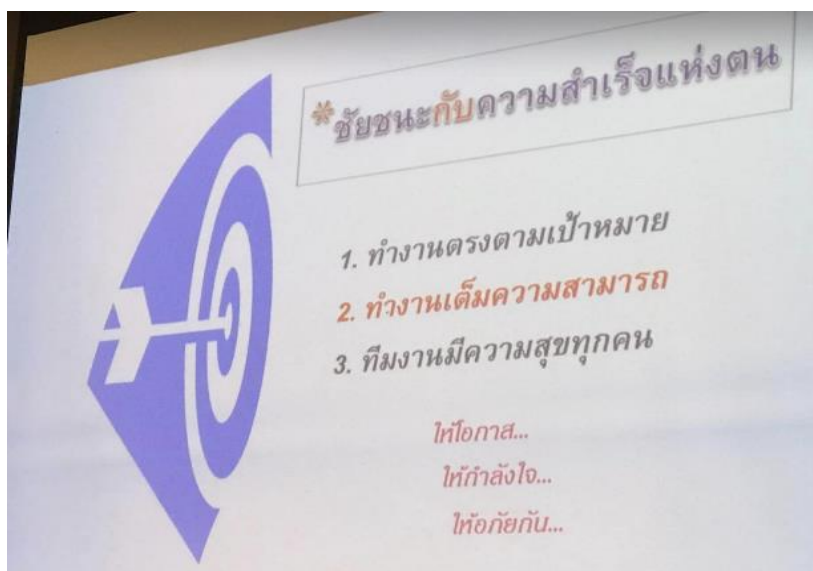 *ชัยชนะกับความสำเร็จแห่งตน
1. ทำงานตรงตามเป้าหมาย
2. ทำงานเต็มความสามารถ
3. ทีมงานมีความสุขทุกคน
ให้โอกาส...
ให้กำลังใจ...
ให้อภัยกัน...